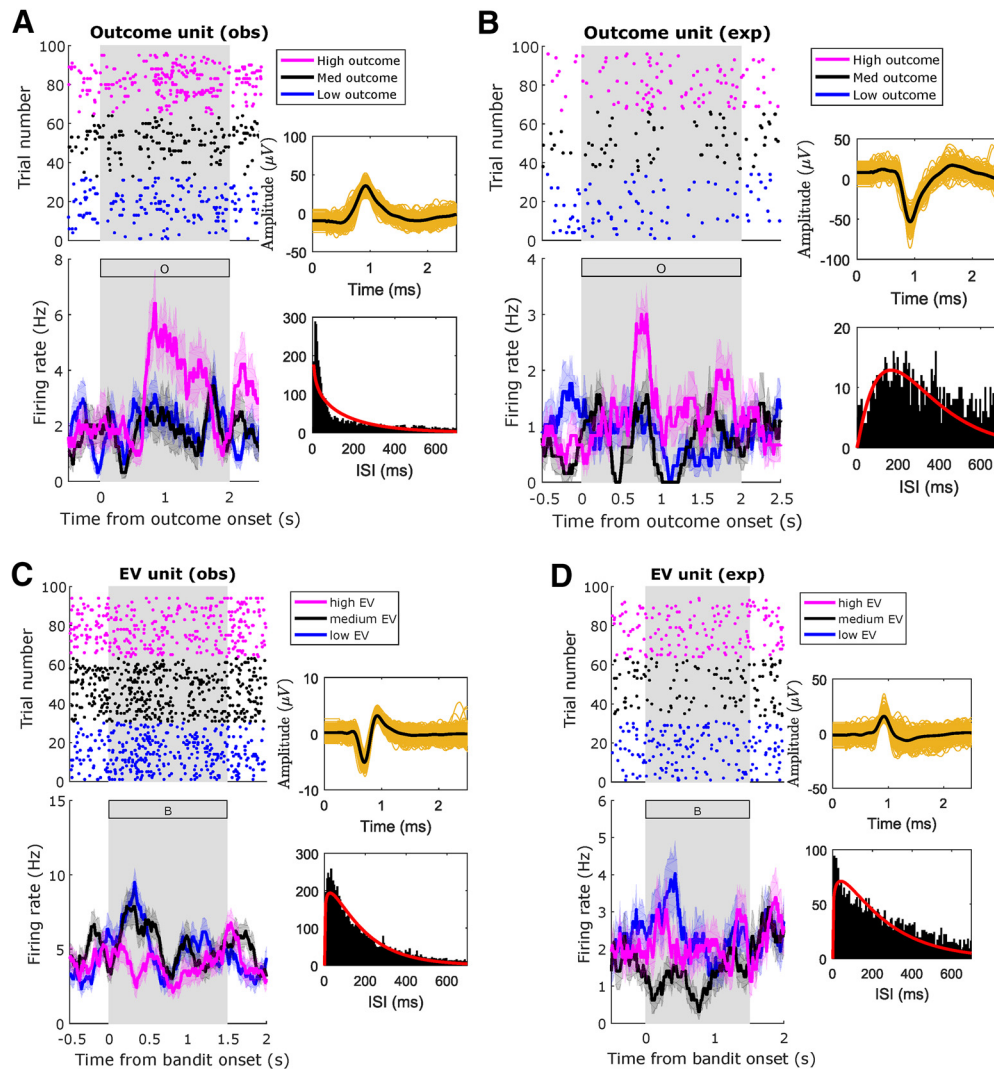 A
Outcome unit (obs)
Trial number
100
80
60
40
20
0
High outcome
Med outcome
Low outcome
Amplitude (μV)
100
50
0
-50
0
1
2
Time (ms)
Firing rate (Hz)
8
6
4
2
0
O
0
1
2
Time from outcome onset (s)
300
200
100
0
0
200
400
600
ISI (ms)
B
Outcome unit (exp)
Trial number
100
80
60
40
20
0
High outcome
Med outcome
Low outcome
Amplitude (μV)
50
0
-50
-100
0
1
2
Time (ms)
Firing rate (Hz)
4
3
2
1
0
O
-0.5
0
0.5
1
1.5
2
2.5
Time from outcome onset (s)
20
10
0
0
200
400
600
ISI (ms)
C
EV unit (obs)
Trial number
100
80
60
40
20
0
high EV
medium EV
low EV
Amplitude (μV)
10
0
-10
0
1
2
Time (ms)
Firing rate (Hz)
15
10
5
0
B
-0.5
0
0.5
1
1.5
2
Time from bandit onset (s)
300
200
100
0
0
200
400
600
ISI (ms)
D
EV unit (exp)
Trial number
100
80
60
40
20
0
high EV
medium EV
low EV
Amplitude (μV)
50
0
-50
0
1
2
Time (ms)
Firing rate (Hz)
6
5
4
3
2
1
0
B
0
1
2
Time from bandit onset (s)
100
50
0
0
200
400
600
ISI (ms)